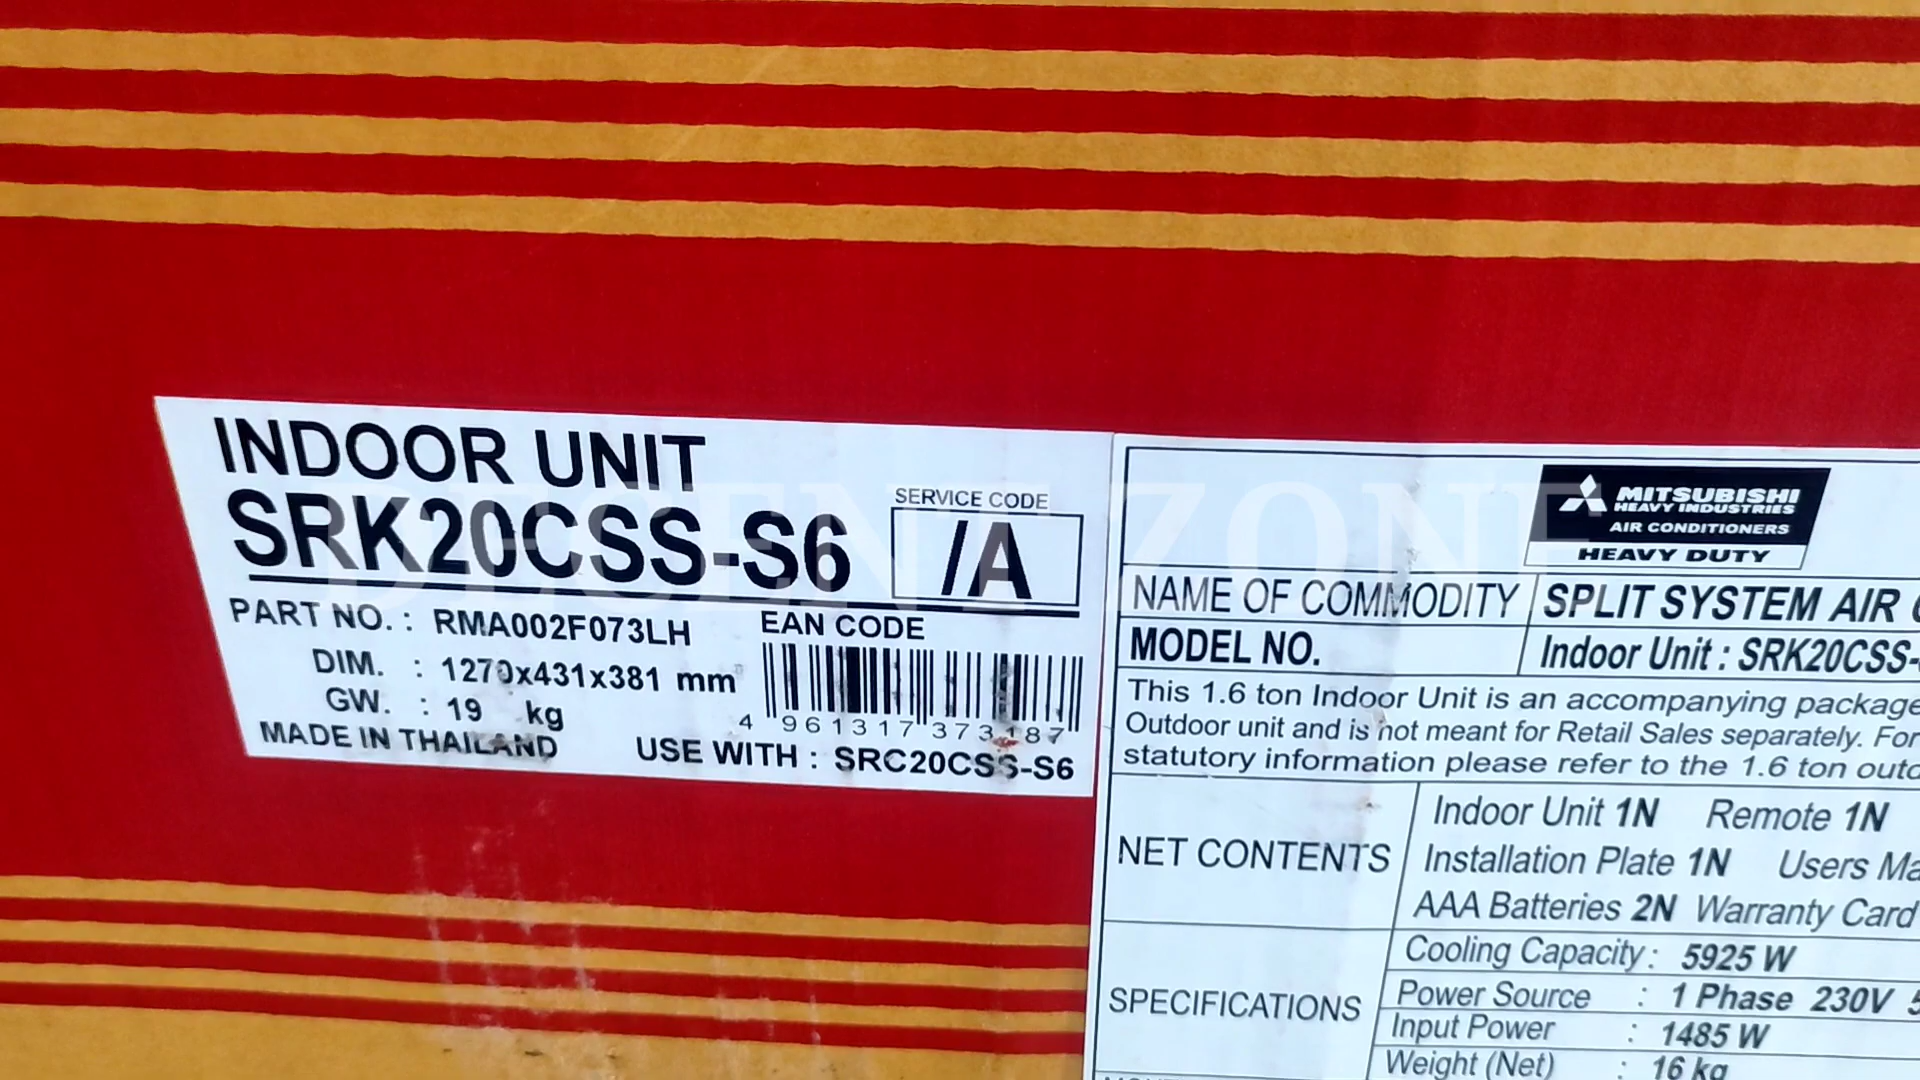 INDOOR UNIT
SRK20CSS-S6
SERVICE CODE
/A
PART NO. : RMA002F073LH
DIM. : 1270x431x381 mm
GW. : 19 kg
MADE IN THAILAND
EAN CODE
4 961317 373187
USE WITH : SRC20CSS-S6
MITSUBISHI
HEAVY INDUSTRIES
AIR CONDITIONERS
HEAVY DUTY
NAME OF COMMODITY SPLIT SYSTEM AIR
MODEL NO. Indoor Unit : SRK20CSS-
This 1.6 ton Indoor Unit is an accompanying package
Outdoor unit and is not meant for Retail Sales separately. For
statutory information please refer to the 1.6 ton
NET CONTENTS
Indoor Unit 1N Remote 1N
Installation Plate 1N Users
AAA Batteries 2N Warranty Card
SPECIFICATIONS
Cooling Capacity : 5925 W
Power Source : 1 Phase 230V
Input Power : 1485 W
Weight (Net) : 16 kg
DESENT ZONE